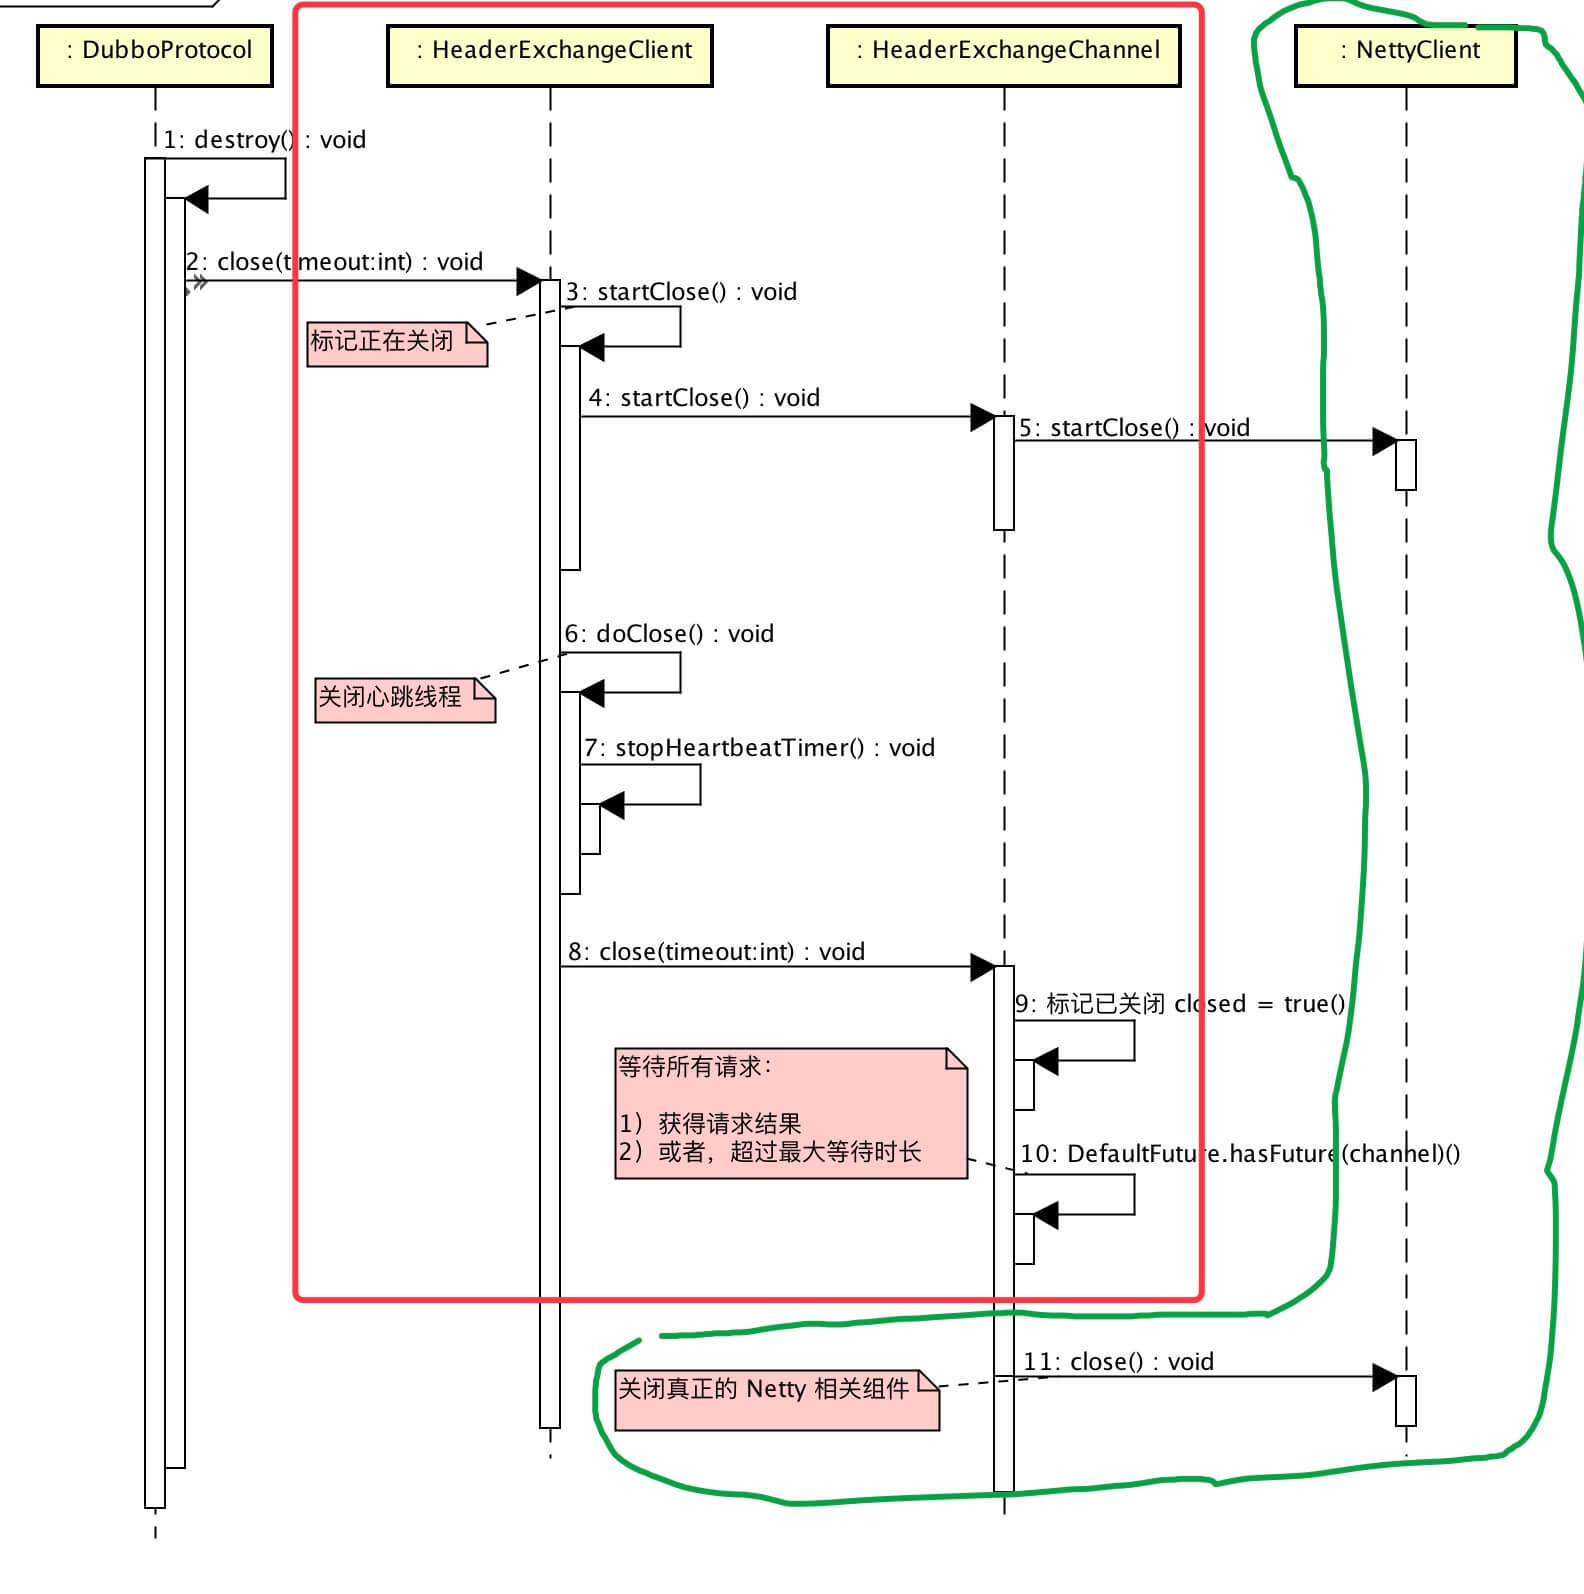 : DubboProtocol
: HeaderExchangeClient
: HeaderExchangeChannel
: NettyClient
1: destroy() : void
2: close(timeout:int) : void
3: startClose() : void
标记正在关闭
4: startClose() : void
5: startClose() : void
6: doClose() : void
关闭心跳线程
7: stopHeartbeatTimer() : void
8: close(timeout:int) : void
9: 标记已关闭 closed = true()
等待所有请求：
1）获得请求结果
2）或者，超过最大等待时长
10: DefaultFuture.hasFuture(channel)()
11: close() : void
关闭真正的 Netty 相关组件